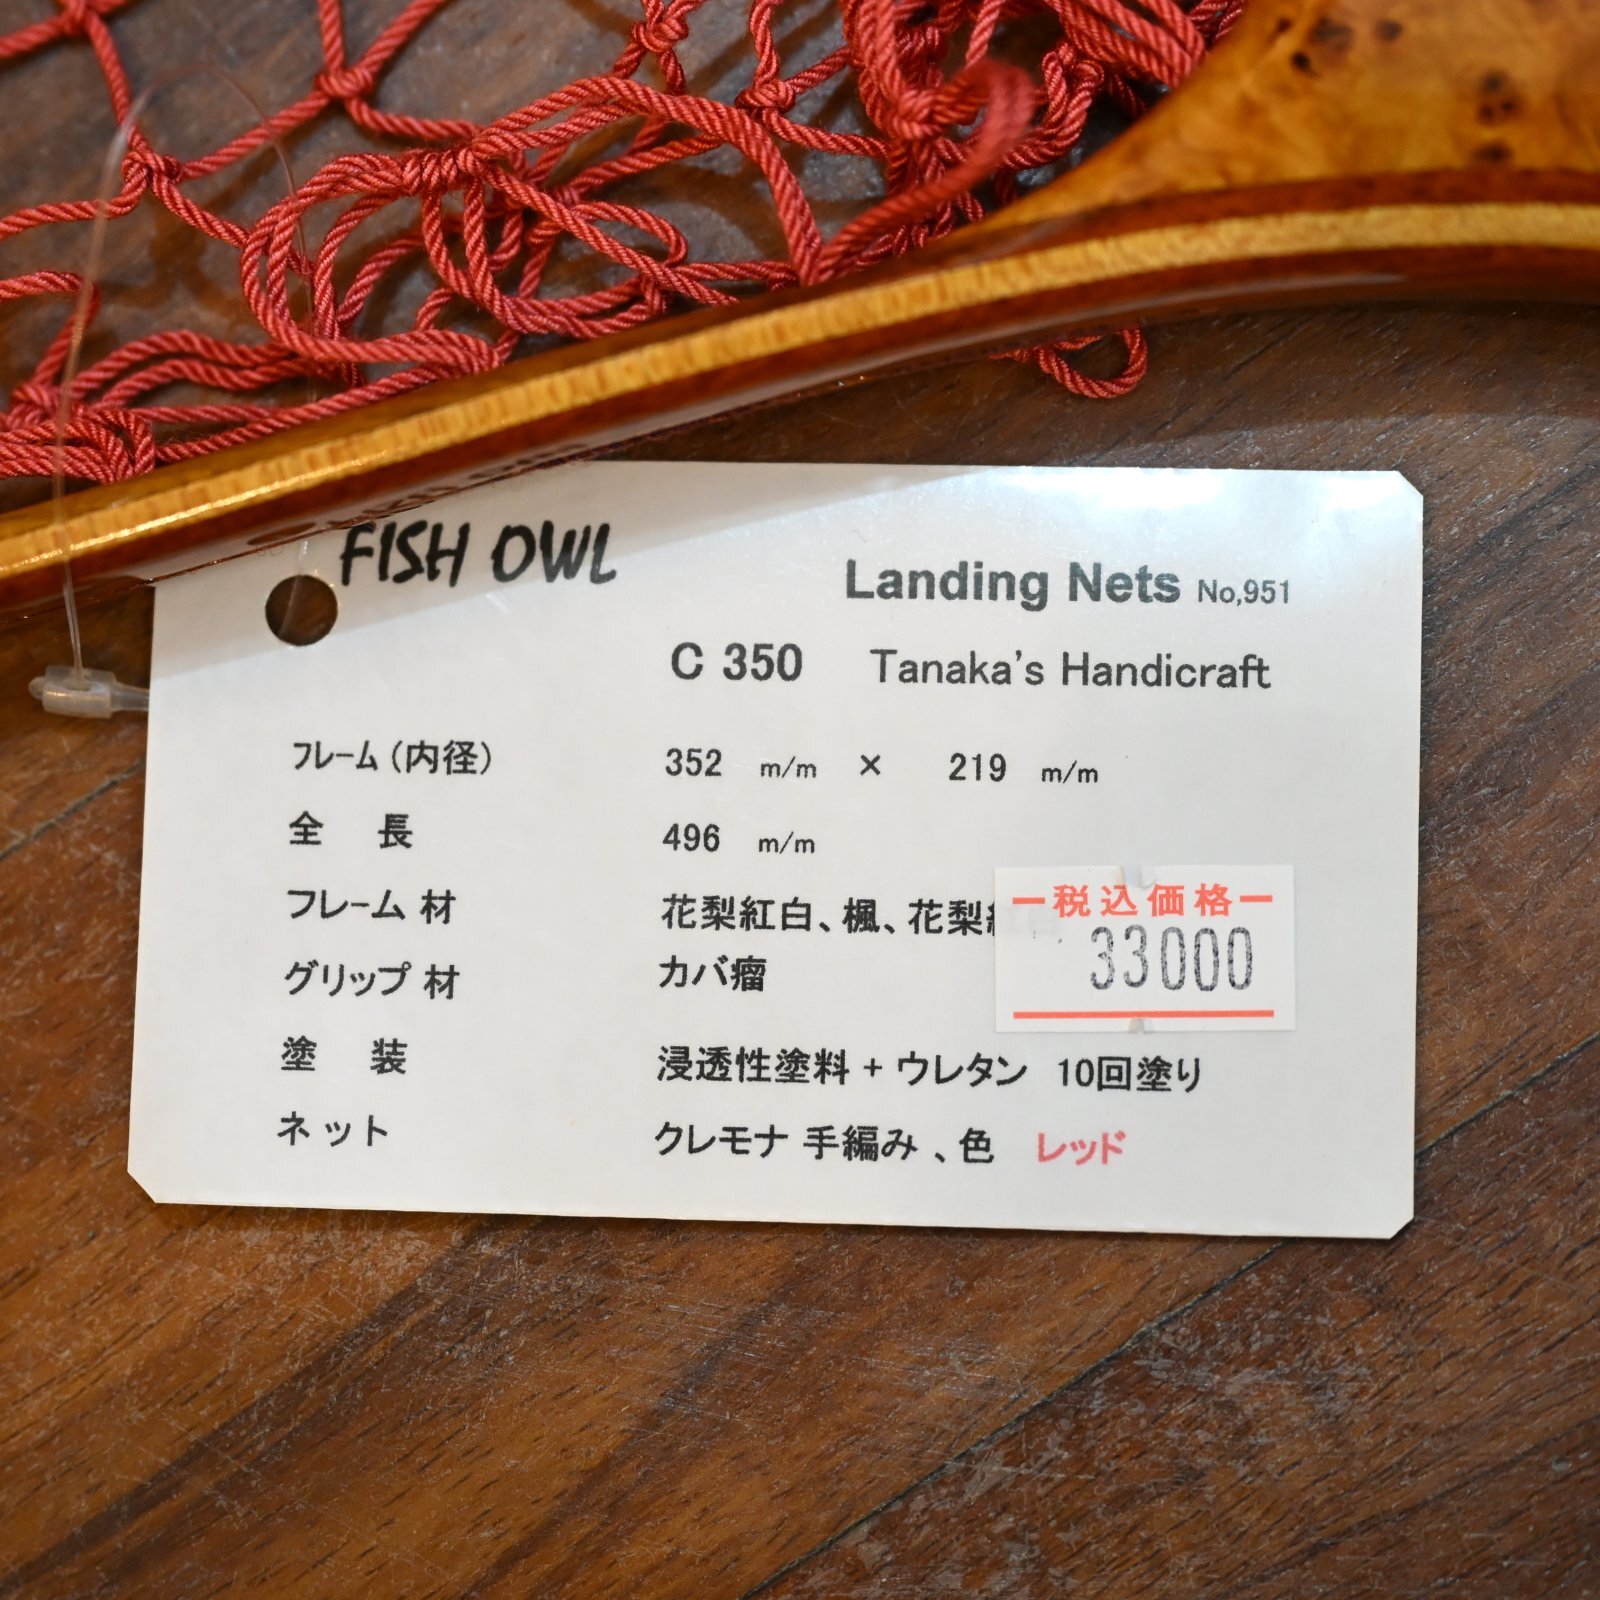 FISH OWL
Landing Nets No,951
C 350 Tanaka's Handicraft
フレーム (内径) 352 m/m × 219 m/m
全 長 496 m/m
フレーム 材 花梨紅白、楓、花梨
ー税込価格ー
33000
グリップ 材 カバ瘤
塗 装 浸透性塗料 + ウレタン 10回塗り
ネット クレモナ 手編み 、色 レッド